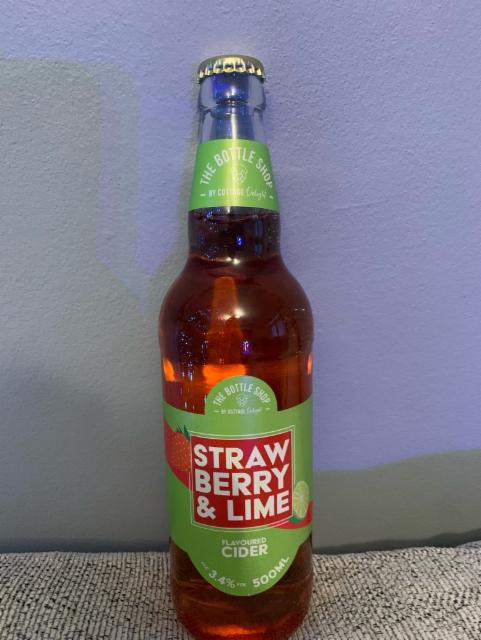 THE BOTTLE SHOP
BY COTTAGE Delight
THE BOTTLE SHOP
BY COTTAGE Delight
STRAW
BERRY
& LIME
FLAVOURED
CIDER
ALC 3.4% VOL 500ML